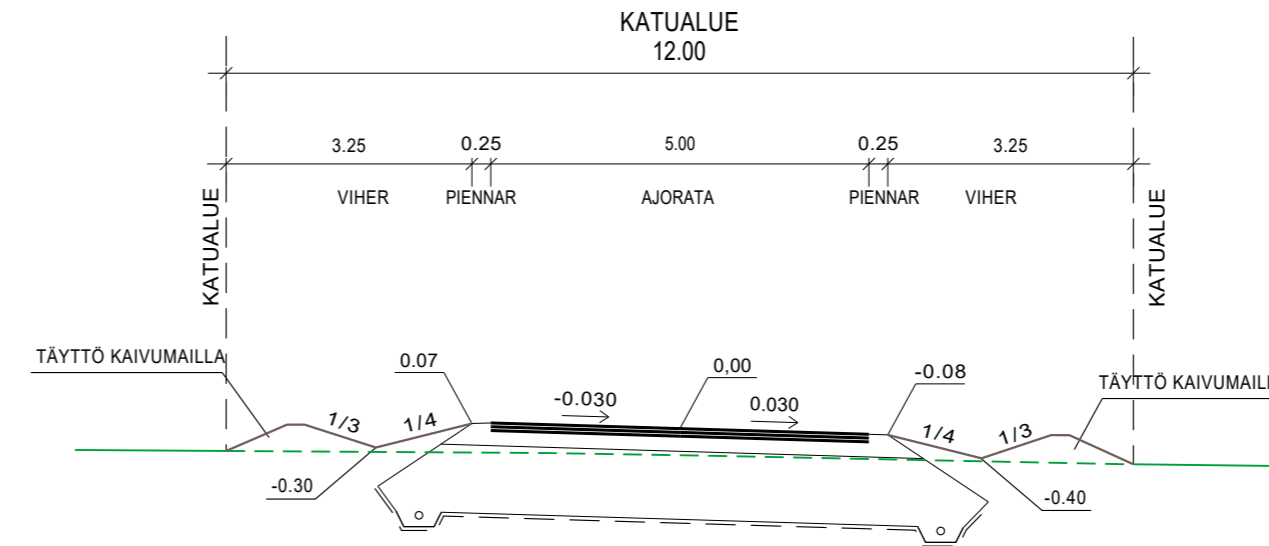 KATUALUE
12.00
3.25
0.25
5.00
0.25
3.25
VIHER
PIENNAR
AJORATA
PIENNAR
VIHER
KATUALUE
KATUALUE
TÄYTTÖ KAIVUMAILLA
0.07
0,00
-0.08
TÄYTTÖ KAIVUMAILL
-0.030
0.030
1/3
1/4
1/4
1/3
-0.30
-0.40